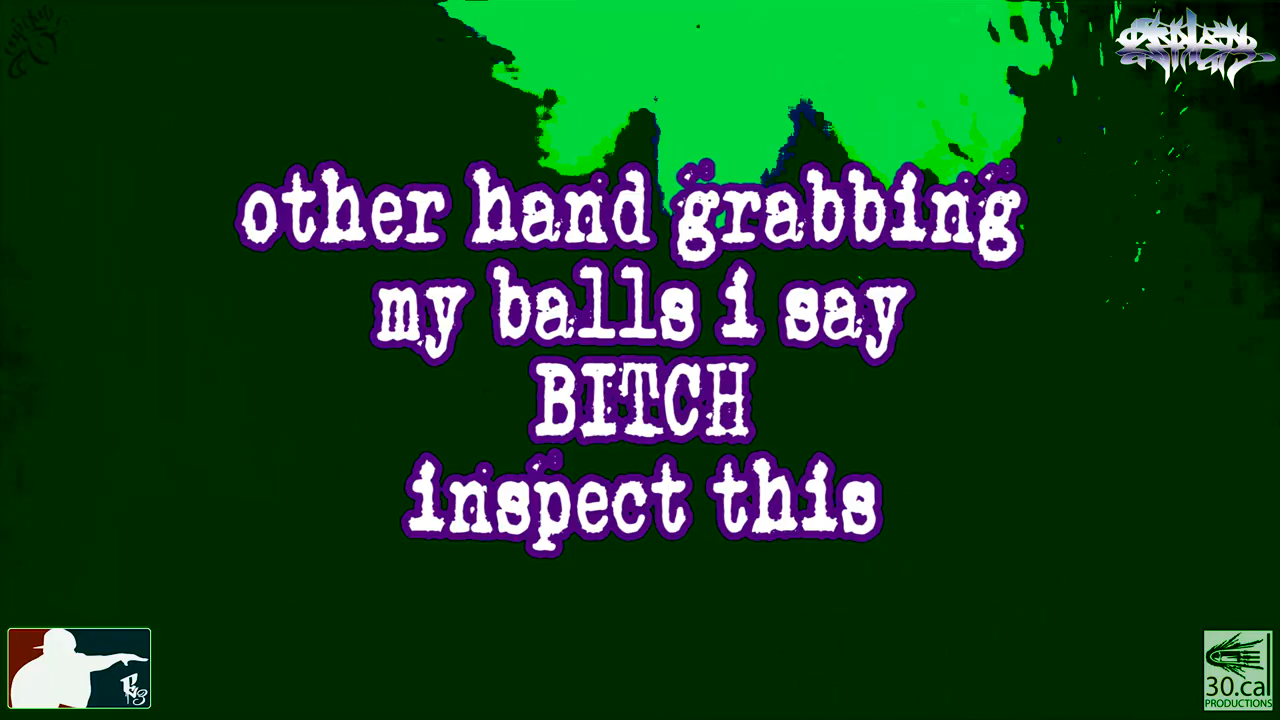 other hand grabbing
my balls i say
BITCH
inspect this
30.cal
PRODUCTIONS